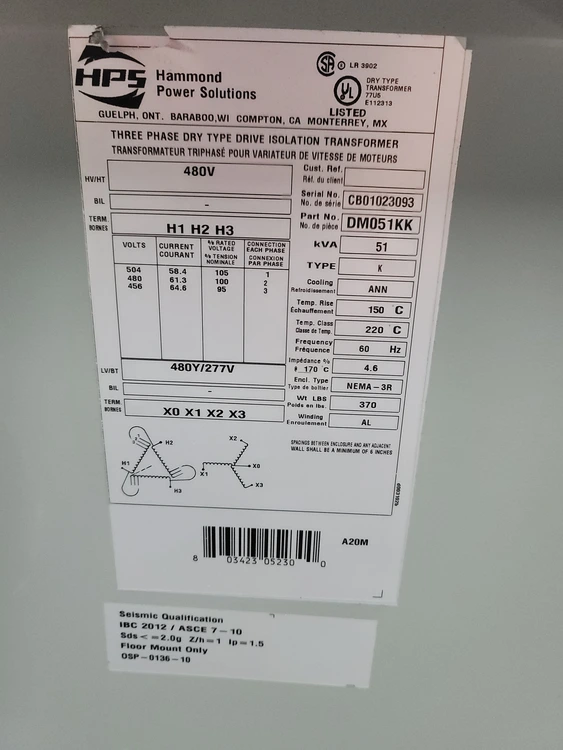 HPS Hammond Power Solutions
SA ® LR 3902
UL LISTED
DRY TYPE
TRANSFORMER
77U5
E112313
GUELPH, ONT. BARABOO,WI COMPTON, CA MONTERREY, MX
THREE PHASE DRY TYPE DRIVE ISOLATION TRANSFORMER
TRANSFORMATEUR TRIPHASÉ POUR VARIATEUR DE VITESSE DE MOTEURS
HV/HT 480V
BIL -
TERM. BORNES H1 H2 H3
VOLTS CURRENT COURANT % RATED VOLTAGE % TENSION NOMINALE CONNECTION EACH PHASE CONNEXION PAR PHASE
504 58.4 105 1
480 61.3 100 2
456 64.6 95 3
LV/BT 480Y/277V
BIL -
TERM. BORNES X0 X1 X2 X3
Cust. Ref.
Réf. du client
Serial No. No. de série CB01023093
Part No. No. de pièce DM051KK
kVA 51
TYPE K
Cooling Refroidissement ANN
Temp. Rise Échauffement 150 C
Temp. Class Classe de Temp. 220 C
Frequency Fréquence 60 Hz
Impédance % 170 °C 4.6
Encl. Type Type de boîtier NEMA-3R
Wt LBS Poids en lbs. 370
Winding Enroulement AL
SPACINGS BETWEEN ENCLOSURE AND ANY ADJACENT
WALL SHALL BE A MINIMUM OF 6 INCHES
H1 H2 H3
X2 X0 X1 X3
A20M
8 03423 05230 0
Seismic Qualification
IBC 2012 / ASCE 7-10
Sds <=2.0g Z/h=1 Ip=1.5
Floor Mount Only
OSP-0136-10